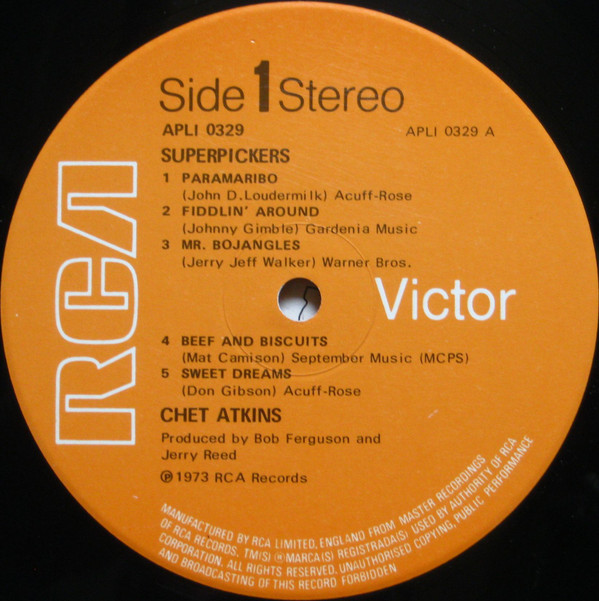 Side 1 Stereo
APLI 0329
APLI 0329 A
SUPERPICKERS
1 PARAMARIBO
(John D.Loudermilk) Acuff-Rose
2 FIDDLIN' AROUND
(Johnny Gimble) Gardenia Music
3 MR. BOJANGLES
(Jerry Jeff Walker) Warner Bros.
RCA
Victor
4 BEEF AND BISCUITS
(Mat Camison) September Music (MCPS)
5 SWEET DREAMS
(Don Gibson) Acuff-Rose
CHET ATKINS
Produced by Bob Ferguson and
Jerry Reed
℗1973 RCA Records
MANUFACTURED BY RCA LIMITED, ENGLAND FROM MASTER RECORDINGS
OF RCA RECORDS. TM(S) ® MARCA(S) REGISTRADA(S) USED BY AUTHORITY OF RCA
CORPORATION. ALL RIGHTS RESERVED. UNAUTHORISED COPYING, PUBLIC PERFORMANCE
AND BROADCASTING OF THIS RECORD FORBIDDEN